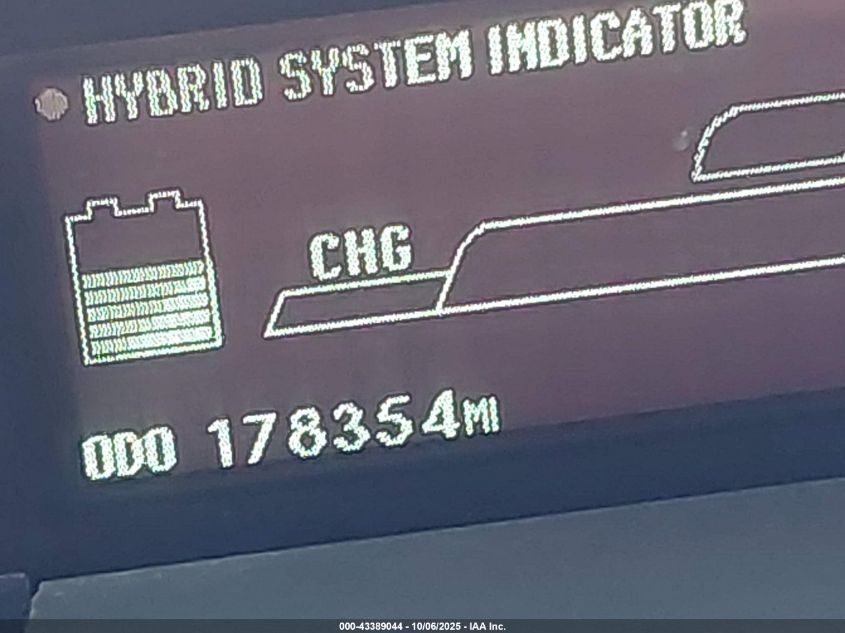 HYBRID SYSTEM INDICATOR
CHG
ODO 178354MI
000-43389044 - 10/06/2025 - IAA Inc.